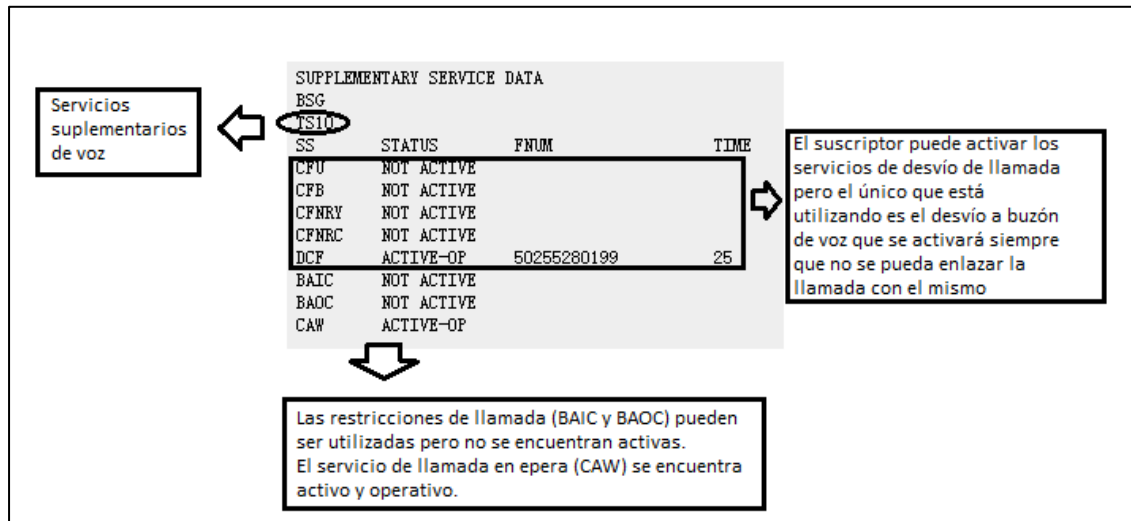 SUPPLEMENTARY SERVICE DATA
BSG
TS10
SS STATUS FNUM TIME
CFU NOT ACTIVE
CFB NOT ACTIVE
CFNRY NOT ACTIVE
CFNRC NOT ACTIVE
DCF ACTIVE-OP 50255280199 25
BAIC NOT ACTIVE
BAOC NOT ACTIVE
CAW ACTIVE-OP
Servicios
suplementarios
de voz
El suscriptor puede activar los
servicios de desvío de llamada
pero el único que está
utilizando es el desvío a buzón
de voz que se activará siempre
que no se pueda enlazar la
llamada con el mismo
Las restricciones de llamada (BAIC y BAOC) pueden
ser utilizadas pero no se encuentran activas.
El servicio de llamada en epera (CAW) se encuentra
activo y operativo.